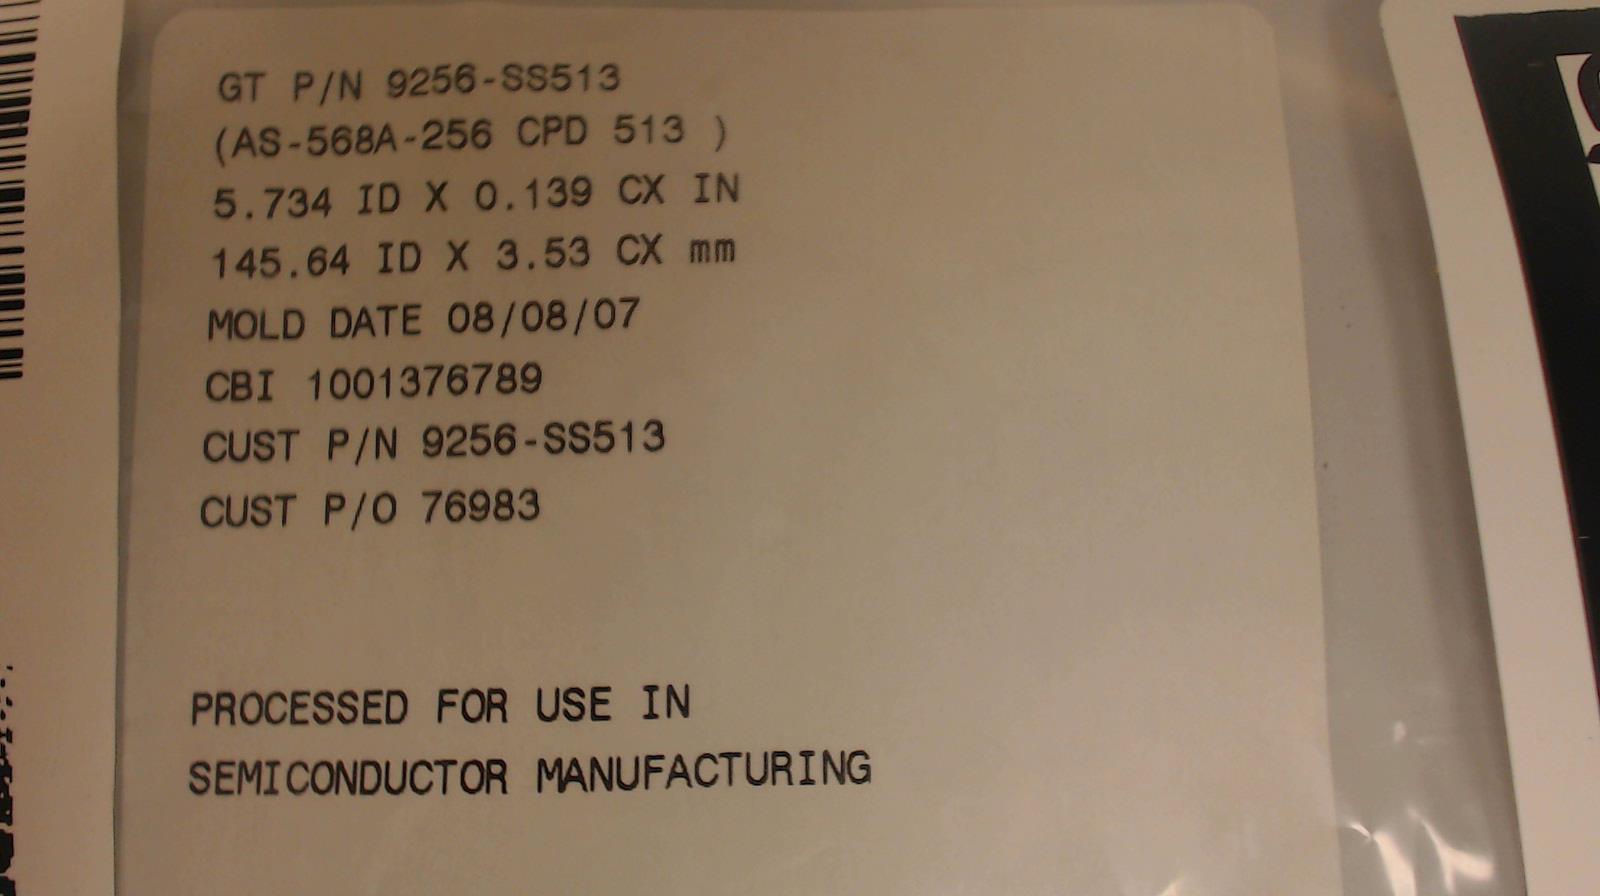 GT P/N 9256-SS513
(AS-568A-256 CPD 513 )
5.734 ID X 0.139 CX IN
145.64 ID X 3.53 CX mm
MOLD DATE 08/08/07
CBI 1001376789
CUST P/N 9256-SS513
CUST P/O 76983
PROCESSED FOR USE IN
SEMICONDUCTOR MANUFACTURING